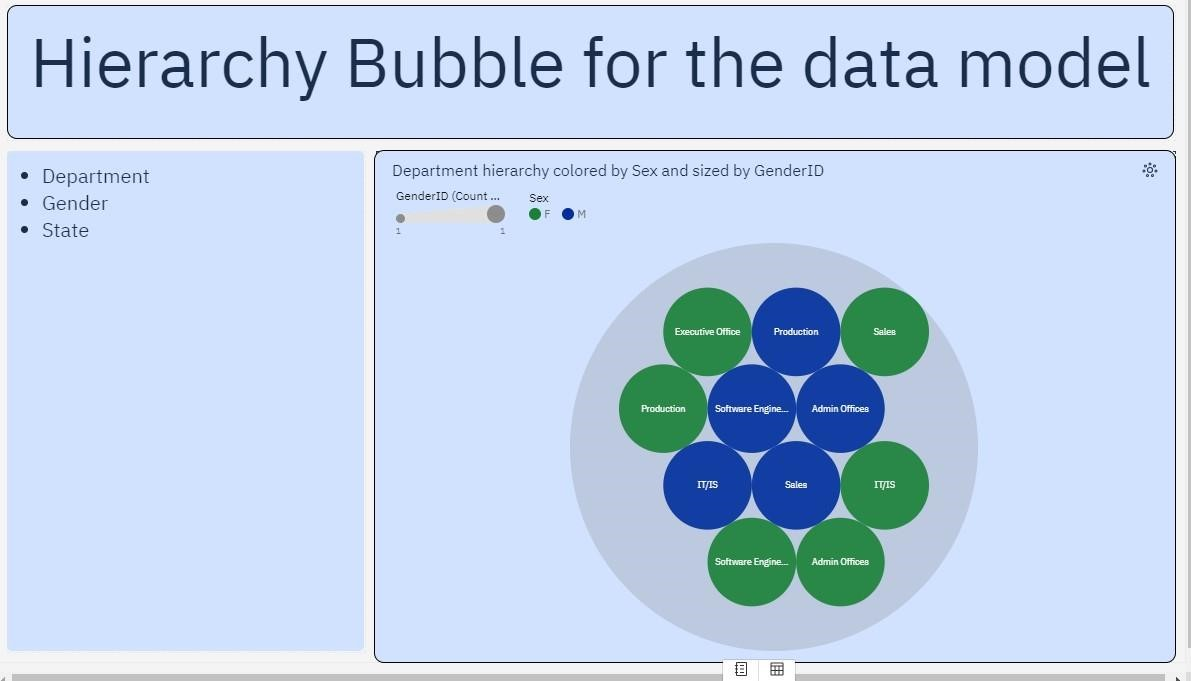 Hierarchy Bubble for the data model
Department
Gender
State
Department hierarchy colored by Sex and sized by GenderID
GenderID (Count ...
1 1
Sex
F M
Executive Office Production Sales
Production Software Engine... Admin Offices
IT/IS Sales IT/IS
Software Engine... Admin Offices